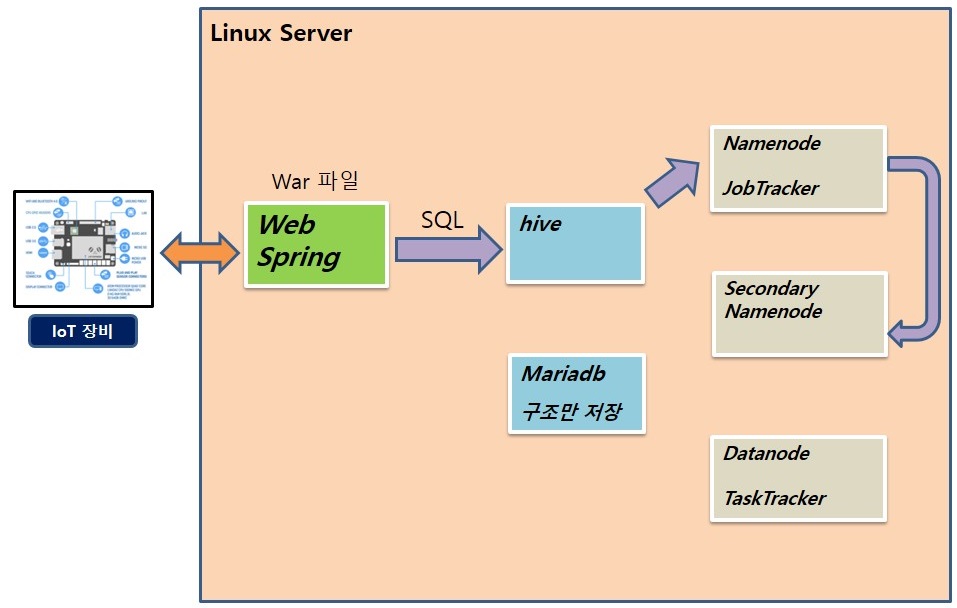 Linux Server
War 파일
Web
Spring
SQL
hive
Namenode
JobTracker
Secondary
Namenode
Mariadb
구조만 저장
Datanode
TaskTracker
IoT 장비